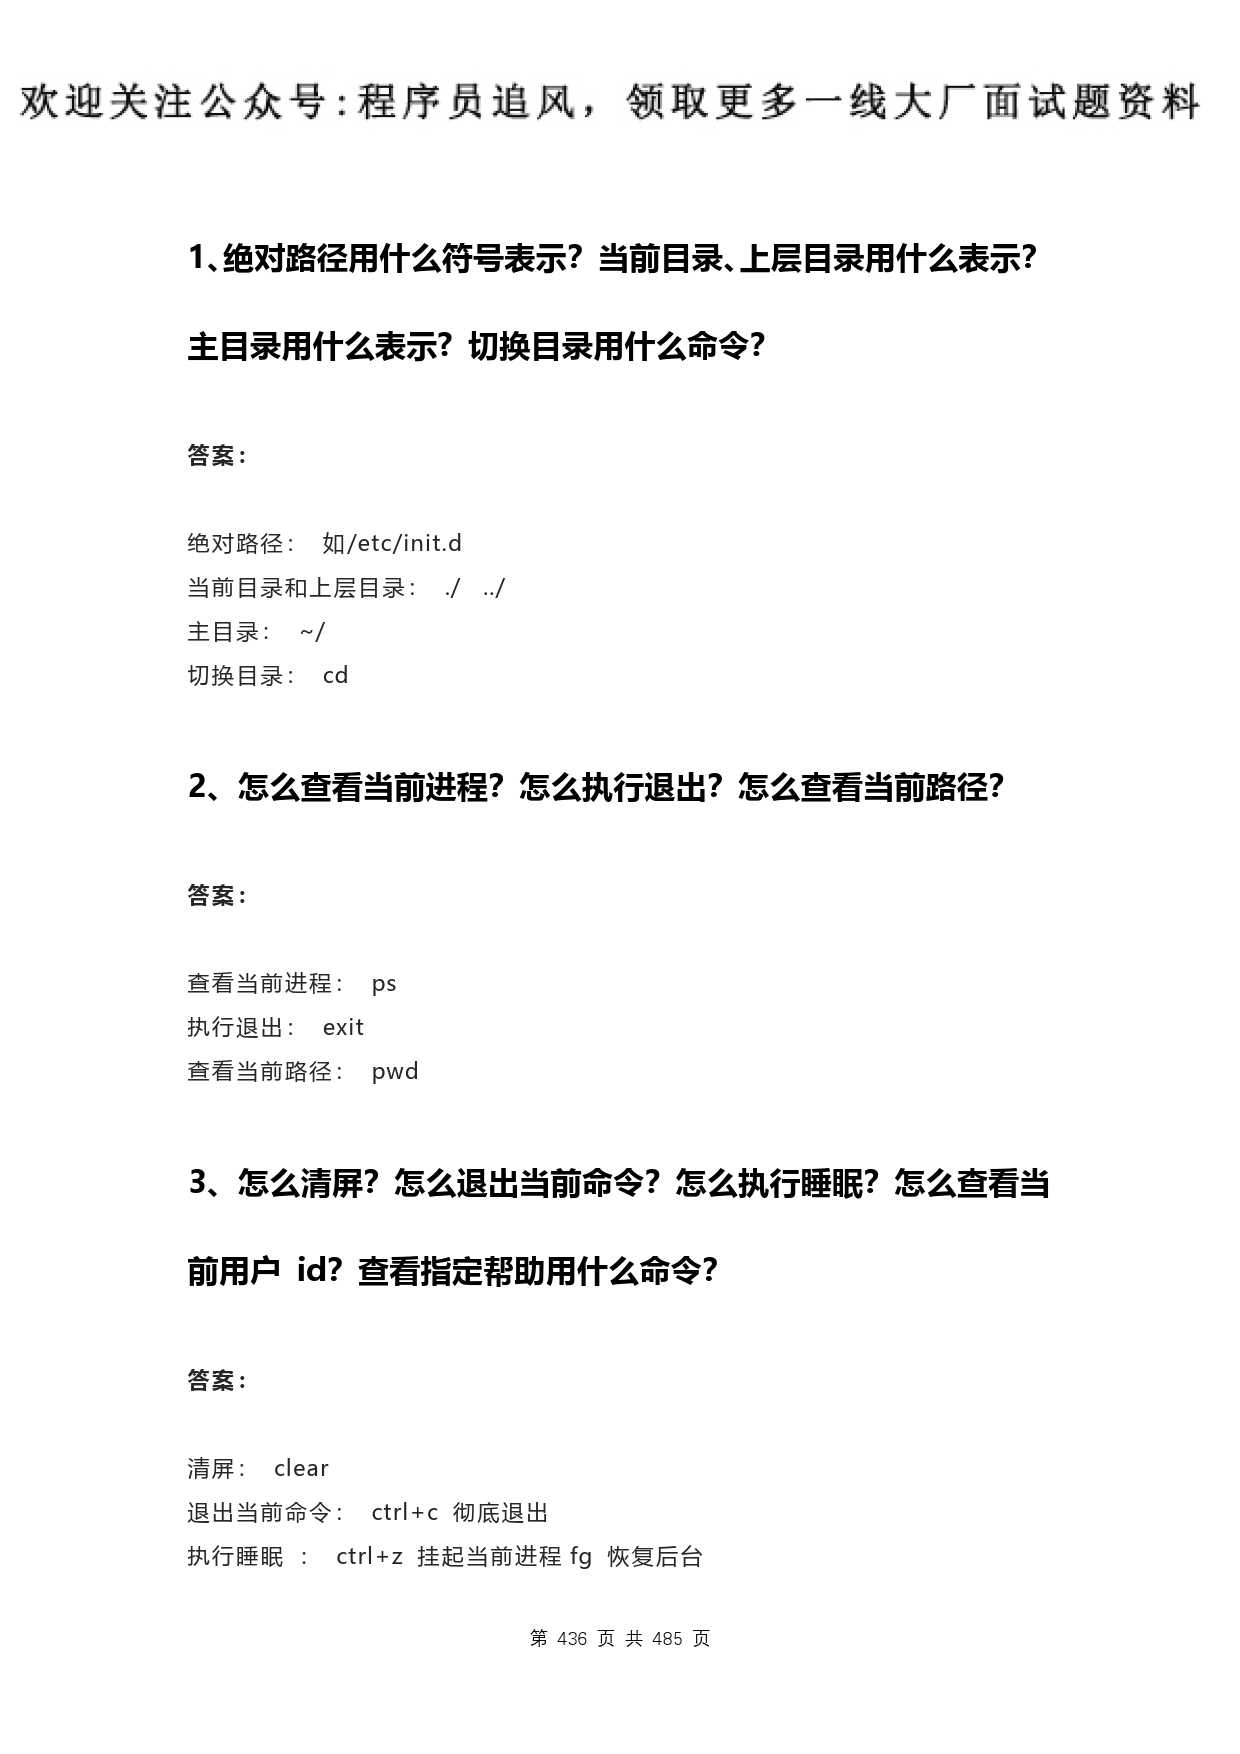 欢迎关注公众号:程序员追风，领取更多一线大厂面试题资料
1、绝对路径用什么符号表示？当前目录、上层目录用什么表示？
主目录用什么表示？切换目录用什么命令？
答案：
绝对路径： 如/etc/init.d
当前目录和上层目录： ./ ../
主目录： ~/
切换目录： cd
2、怎么查看当前进程？怎么执行退出？怎么查看当前路径？
答案：
查看当前进程： ps
执行退出： exit
查看当前路径： pwd
3、怎么清屏？怎么退出当前命令？怎么执行睡眠？怎么查看当
前用户 id？查看指定帮助用什么命令？
答案：
清屏： clear
退出当前命令： ctrl+c 彻底退出
执行睡眠 ： ctrl+z 挂起当前进程 fg 恢复后台
第 436 页 共 485 页